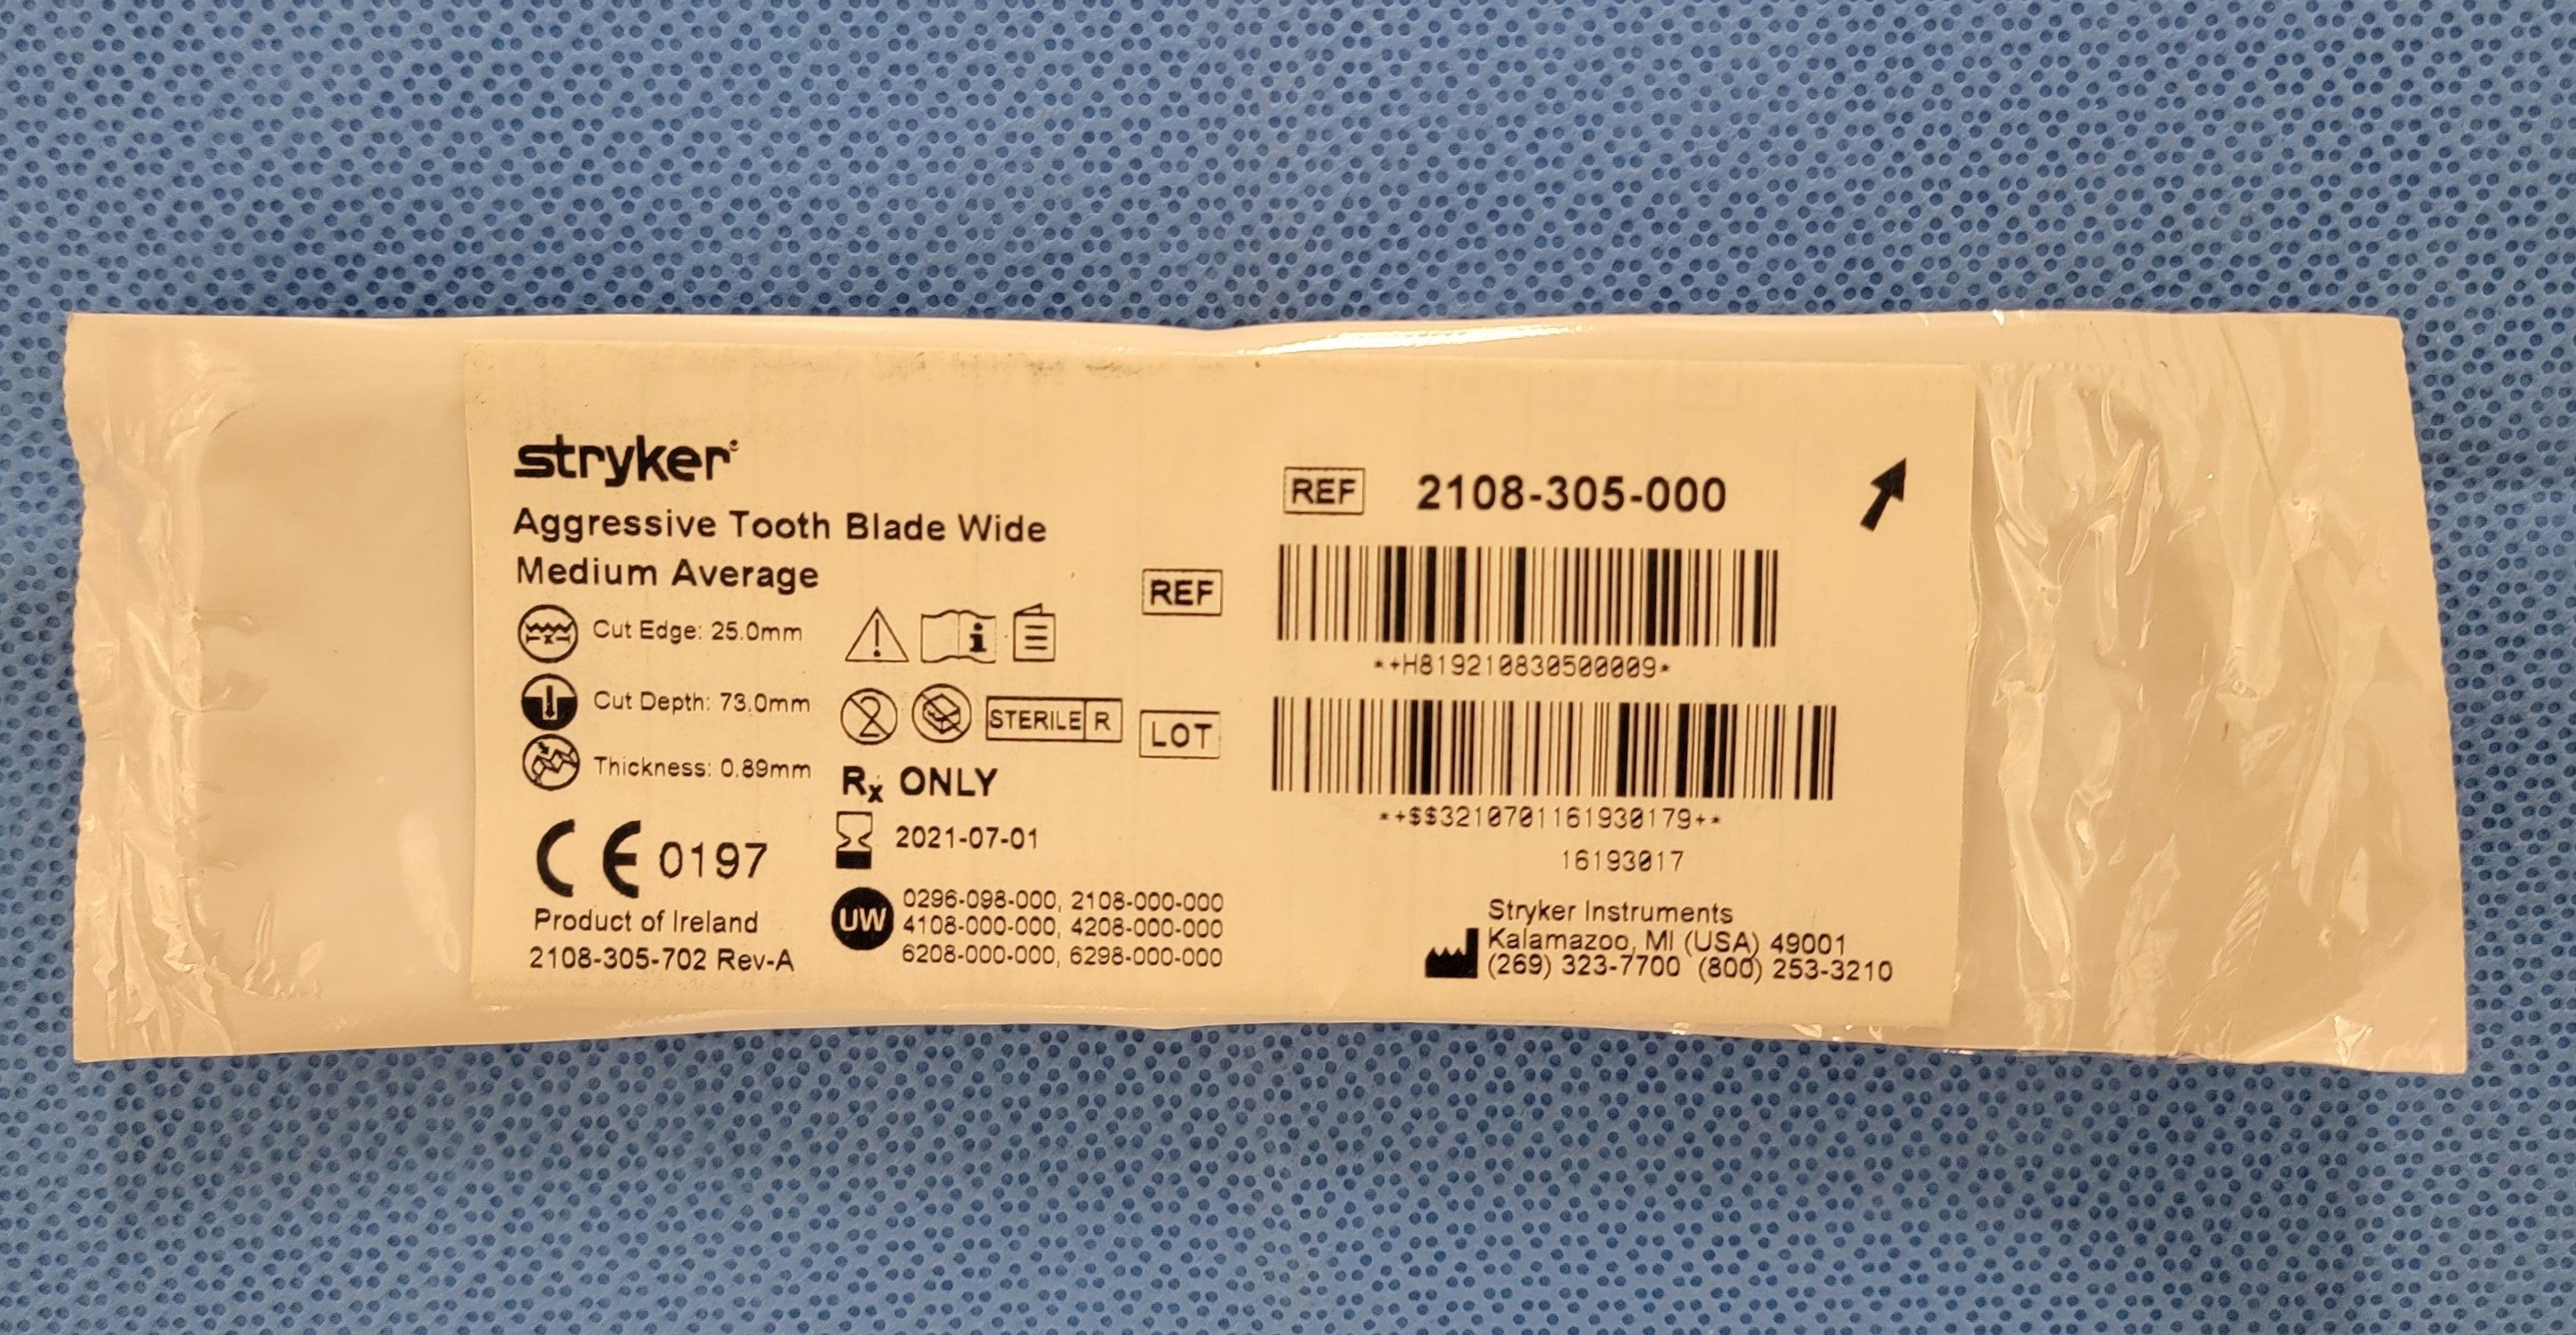 stryker
Aggressive Tooth Blade Wide
Medium Average
Cut Edge: 25.0mm
Cut Depth: 73.0mm
Thickness: 0.89mm
CE 0197
Product of Ireland
2108-305-702 Rev-A
2
STERILE R
Rx ONLY
2021-07-01
UW
0296-098-000, 2108-000-000
4108-000-000, 4208-000-000
6208-000-000, 6298-000-000
REF 2108-305-000
REF
*+H819210830500009*
LOT
*+$$3210701161930179+*
16193017
Stryker Instruments
Kalamazoo, MI (USA) 49001
(269) 323-7700 (800) 253-3210